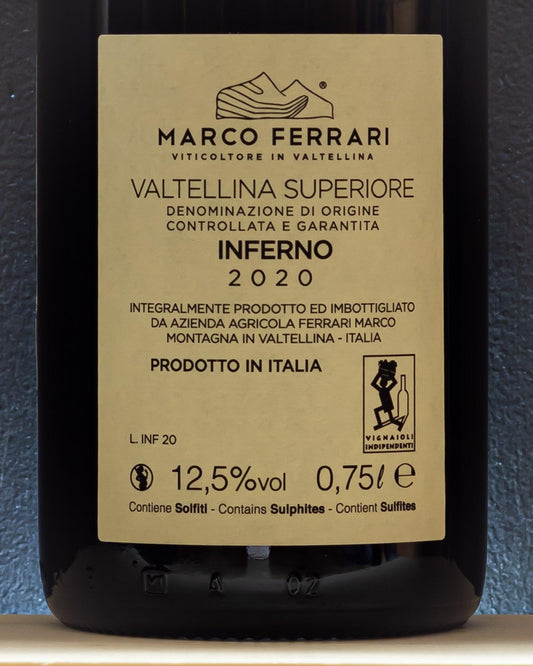 ®
MARCO FERRARI
VITICOLTORE IN VALTELLINA
VALTELLINA SUPERIORE
DENOMINAZIONE DI ORIGINE
CONTROLLATA E GARANTITA
INFERNO
2020
INTEGRALMENTE PRODOTTO ED IMBOTTIGLIATO
DA AZIENDA AGRICOLA FERRARI MARCO
MONTAGNA IN VALTELLINA - ITALIA
PRODOTTO IN ITALIA
VIGNAIOLI
INDIPENDENTI
L. INF 20
12,5%vol 0,75l e
Contiene Solfiti - Contains Sulphites - Contient Sulfites
M A 02